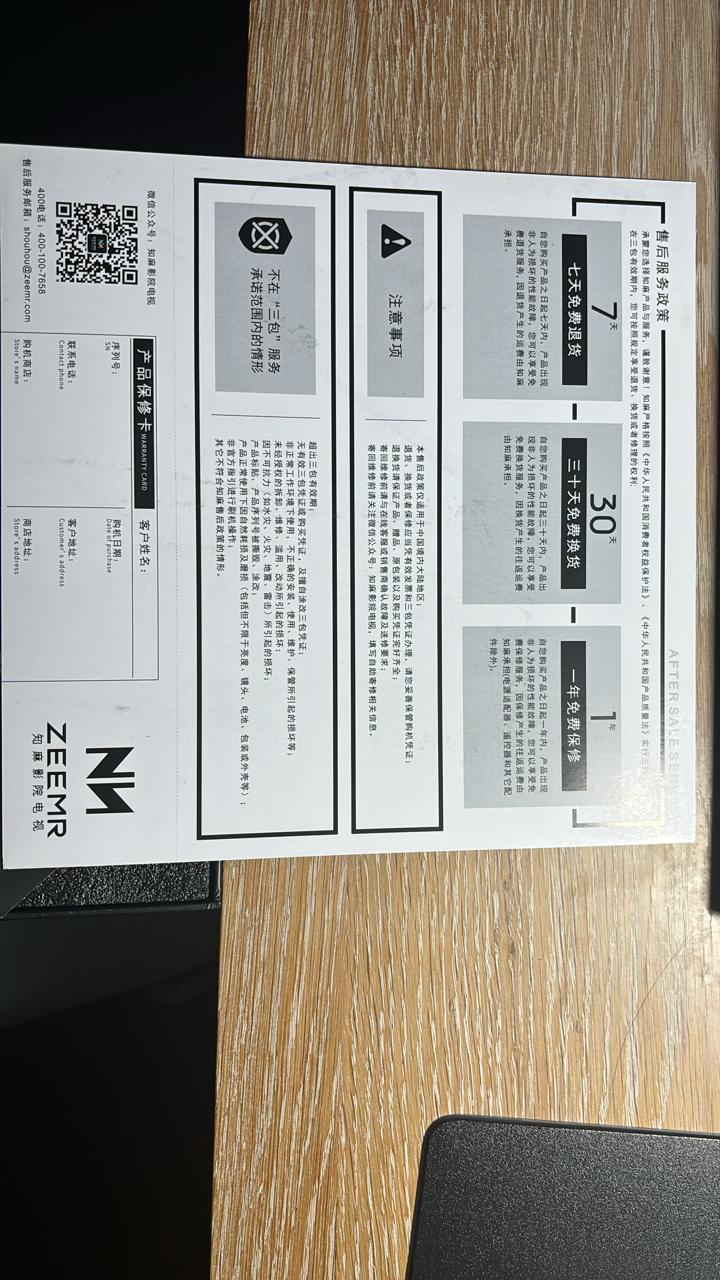 AFTER SALE SER
售后服务政策
承蒙您选择知麻产品与服务，谨致谢意！知麻严格按照《中华人民共和国消费者权益保护法》、《中华人民共和国产品质量法》实行三
在三包有效期内，您可按照规定享受退货、换货或者修理的权利。
7天
七天免费退货
自您购买产品之日起七天内，产品出现
非人为损坏的性能故障，您可以享受免
费退货服务，因退货产生的运费由知麻
承担。
30天
三十天免费换货
自您购买产品之日起三十天内，产品出
现非人为损坏的性能故障，您可以享受
免费换货服务，因换货产生的往返运费
由知麻承担。
1年
一年免费保修
自您购买产品之日起一年内，产品出现
非人为损坏的性能故障，您可以享受免
费保修服务，因保修产生的往返运费由
知麻承担(电源适配器、遥控器和其它配
件除外)。
注意事项
本售后政策仅适用于中国境内大陆地区；
退货、换货或者保修应当凭有效发票和三包凭证办理，请您妥善保管购机凭证；
退换货请保证产品、赠品、原包装以及购买凭证完好齐全；
寄回维修前请与在线客服或销售商确认故障及送修要求；
寄回维修前请关注微信公众号：知麻影院电视，填写自助寄修相关信息。
不在“三包”服务
承诺范围内的情形
超出三包有效期；
无有效三包凭证或购买凭证，及擅自涂改三包凭证；
非正常工作环境下使用，不正确的安装、使用、维护、保管所引起的损坏等；
未经授权的拆卸、维修、滥用、改动所引起的损坏；
因不可抗力（如水灾、火灾、地震、雷击）所引起的损坏；
产品标贴、产品序列号被撕毁、涂改；
产品正常使用下因自然耗损及磨损（包括但不限于亮度、镜头、电池、包装或外壳等）；
非官方指引进行刷机操作；
其它不符合知麻售后政策的情形。
微信公众号：知麻影院电视
400电话：400-100-7658
售后服务邮箱：shouhou@zeemr.com
产品保修卡 WARRANTY CARD
客户姓名：
序列号：
SN
购机日期：
Date of purchase
联系电话：
Contact phone
客户地址：
Customer's address
购机商店：
Store's name
商店地址：
Store's address
ZEEMR
知麻影院电视